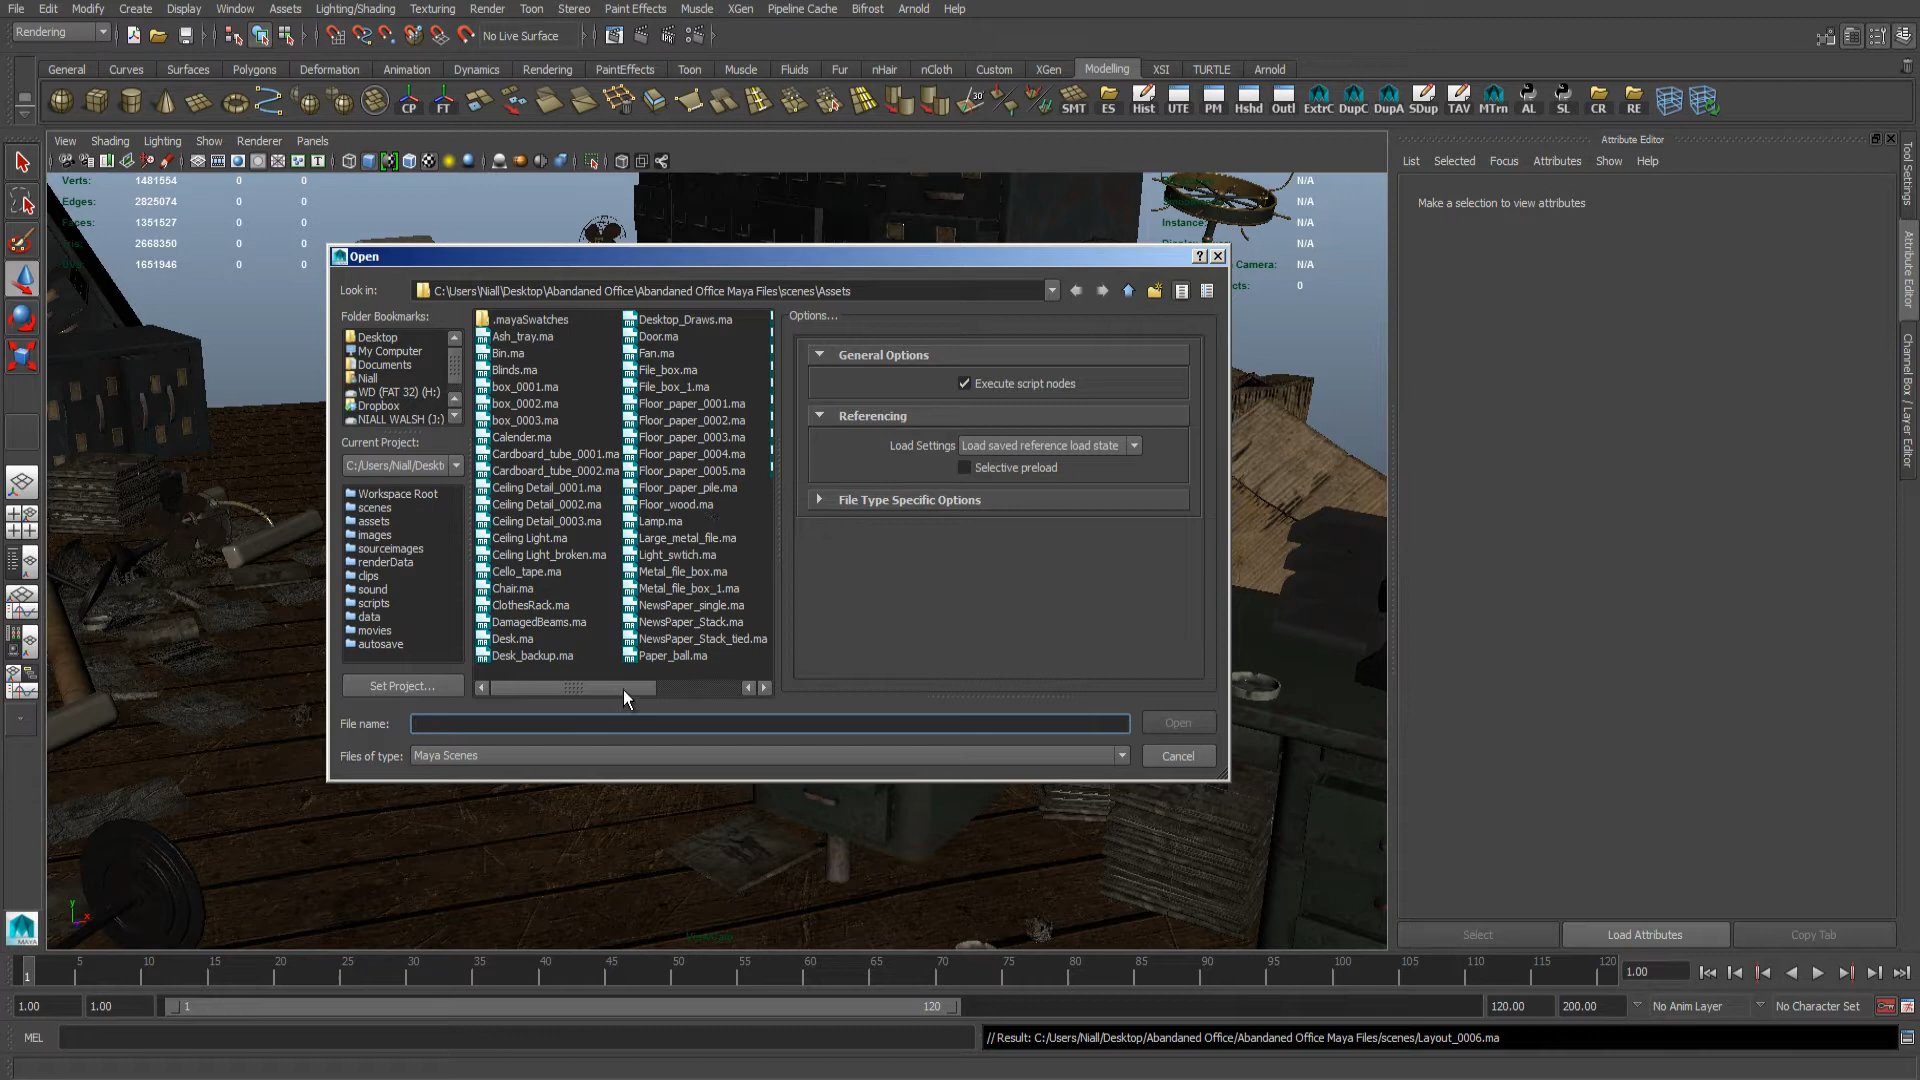 File Edit Modify Create Display Window Assets Lighting/Shading Texturing Render Toon Stereo Paint Effects Muscle XGen Pipeline Cache Bifrost Arnold Help
Rendering No Live Surface
General Curves Surfaces Polygons Deformation Animation Dynamics Rendering PaintEffects Toon Muscle Fluids Fur nHair nCloth Custom XGen Modelling XSI TURTLE Arnold
CP FT 30 SMT ES Hist UTE PM Hshd Outl ExtrC DupC DupA SDup TAV MTrn AL SL CR RE
View Shading Lighting Show Renderer Panels
Attribute Editor
List Selected Focus Attributes Show Help
Make a selection to view attributes
Verts: 1481554 0 0
Edges: 2825074 0 0
Faces: 1351527 0 0
Tris: 2668350 0 0
UVs: 1651946 0 0
N/A
N/A
Instance: N/A
N/A
Camera: N/A
0
Open
Look in: C:\Users\Niall\Desktop\Abandaned Office\Abandaned Office Maya Files\scenes\Assets
Folder Bookmarks:
Desktop
My Computer
Documents
Niall
WD (FAT 32) (H:)
Dropbox
NIALL WALSH (J:)
Current Project:
C:/Users/Niall/Deskt
Workspace Root
scenes
assets
images
sourceimages
renderData
clips
sound
scripts
data
movies
autosave
Set Project...
.mayaSwatches
Ash_tray.ma
Bin.ma
Blinds.ma
box_0001.ma
box_0002.ma
box_0003.ma
Calender.ma
Cardboard_tube_0001.ma
Cardboard_tube_0002.ma
Ceiling Detail_0001.ma
Ceiling Detail_0002.ma
Ceiling Detail_0003.ma
Ceiling Light.ma
Ceiling Light_broken.ma
Cello_tape.ma
Chair.ma
ClothesRack.ma
DamagedBeams.ma
Desk.ma
Desk_backup.ma
Desktop_Draws.ma
Door.ma
Fan.ma
File_box.ma
File_box_1.ma
Floor_paper_0001.ma
Floor_paper_0002.ma
Floor_paper_0003.ma
Floor_paper_0004.ma
Floor_paper_0005.ma
Floor_paper_pile.ma
Floor_wood.ma
Lamp.ma
Large_metal_file.ma
Light_swtich.ma
Metal_file_box.ma
Metal_file_box_1.ma
NewsPaper_single.ma
NewsPaper_Stack.ma
NewsPaper_Stack_tied.ma
Paper_ball.ma
Options...
General Options
Execute script nodes
Referencing
Load Settings Load saved reference load state
Selective preload
File Type Specific Options
File name: Open
Files of type: Maya Scenes Cancel
Tool Settings
Attribute Editor
Channel Box / Layer Editor
Select Load Attributes Copy Tab
MAYA
y
x
1 5 10 15 20 25 30 35 40 45 50 55 60 65 70 75 80 85 90 95 100 105 110 115 120 1.00
1.00 1.00 1 120 120.00 200.00 No Anim Layer No Character Set
MEL // Result: C:/Users/Niall/Desktop/Abandaned Office/Abandaned Office Maya Files/scenes/Layout_0006.ma